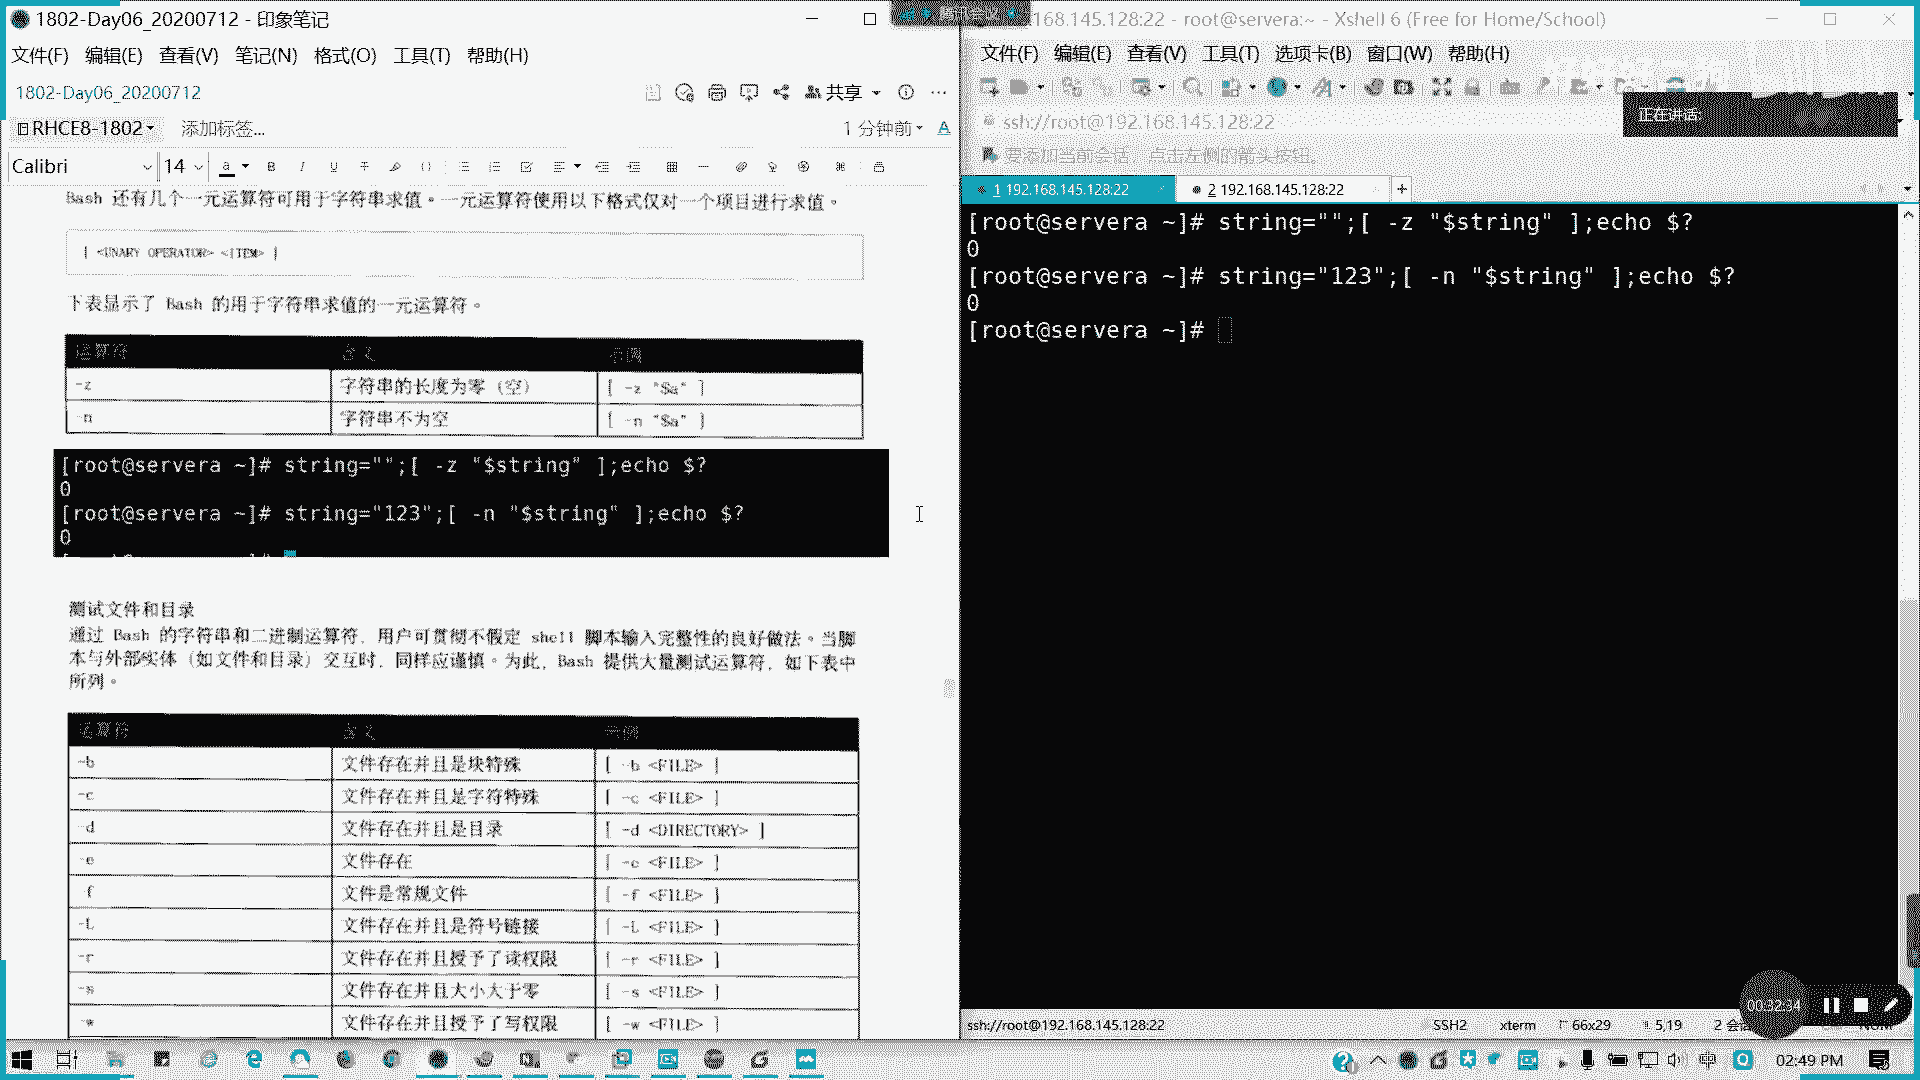 1802-Day06_20200712 - 印象笔记
文件(F) 编辑(E) 查看(V) 笔记(N) 格式(O) 工具(T) 帮助(H)
1802-Day06_20200712
共享
RHCE8-1802
添加标签...
1 分钟前
Calibri
14
Bash 还有几个一元运算符可用于字符串求值。一元运算符使用以下格式仅对一个项目进行求值。
[ <UNARY OPERATOR> <ITEM> ]
下表显示了 Bash 的用于字符串求值的一元运算符。
运算符 含义 示例
-z 字符串的长度为零（空） [ -z "$a" ]
-n 字符串不为空 [ -n "$a" ]
[root@servera ~]# string="";[ -z "$string" ];echo $?
0
[root@servera ~]# string="123";[ -n "$string" ];echo $?
0
测试文件和目录
通过 Bash 的字符串和二进制运算符，用户可贯彻不假定 shell 脚本输入完整性的良好做法。当脚
本与外部实体（如文件和目录）交互时，同样应谨慎。为此，Bash 提供大量测试运算符，如下表中
所列。
运算符 含义 示例
-b 文件存在并且是块特殊 [ -b <FILE> ]
-c 文件存在并且是字符特殊 [ -c <FILE> ]
-d 文件存在并且是目录 [ -d <DIRECTORY> ]
-e 文件存在 [ -e <FILE> ]
-f 文件是常规文件 [ -f <FILE> ]
-L 文件存在并且是符号链接 [ -L <FILE> ]
-r 文件存在并且授予了读权限 [ -r <FILE> ]
-s 文件存在并且大小大于零 [ -s <FILE> ]
-w 文件存在并且授予了写权限 [ -w <FILE> ]
腾讯会议
168.145.128:22 - root@servera:~ - Xshell 6 (Free for Home/School)
文件(F) 编辑(E) 查看(V) 工具(T) 选项卡(B) 窗口(W) 帮助(H)
ssh://root@192.168.145.128:22
正在讲话:
要添加当前会话，点击左侧的箭头按钮。
1 192.168.145.128:22
2 192.168.145.128:22
[root@servera ~]# string="";[ -z "$string" ];echo $?
0
[root@servera ~]# string="123";[ -n "$string" ];echo $?
0
[root@servera ~]#
00:32:34
ssh://root@192.168.145.128:22 SSH2 xterm 66x29 5,19
中
02:49 PM